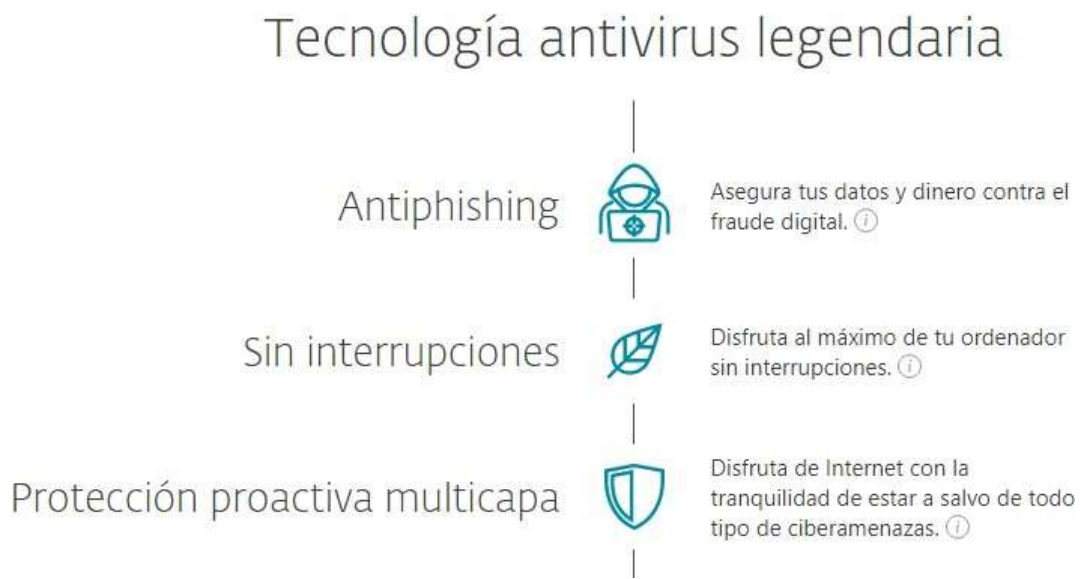 Tecnología antivirus legendaria
Antiphishing
Asegura tus datos y dinero contra el
fraude digital. i
Sin interrupciones
Disfruta al máximo de tu ordenador
sin interrupciones. i
Protección proactiva multicapa
Disfruta de Internet con la
tranquilidad de estar a salvo de todo
tipo de ciberamenazas. i